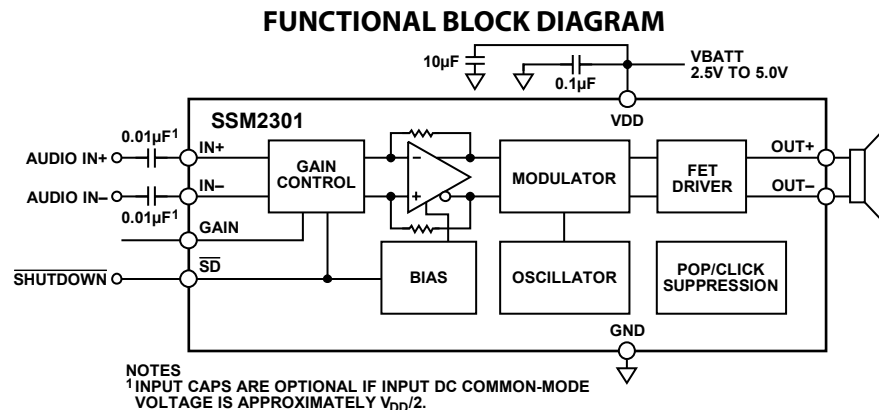 FUNCTIONAL BLOCK DIAGRAM
10µF
0.1µF
VBATT
2.5V TO 5.0V
VDD
SSM2301
0.01µF1
AUDIO IN+
IN+
AUDIO IN–
IN–
0.01µF1
GAIN
CONTROL
MODULATOR
FET
DRIVER
OUT+
OUT–
GAIN
SHUTDOWN
SD
BIAS
OSCILLATOR
POP/CLICK
SUPPRESSION
GND
NOTES
1 INPUT CAPS ARE OPTIONAL IF INPUT DC COMMON-MODE
VOLTAGE IS APPROXIMATELY VDD/2.